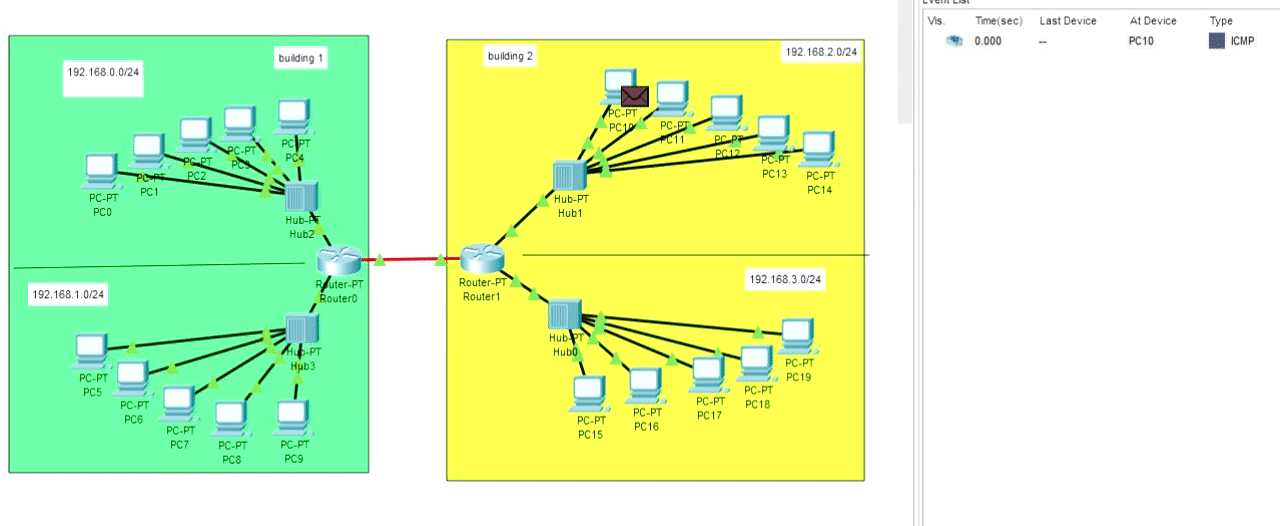 Event List
Vis.
Time(sec)
Last Device
At Device
Type
0.000
--
PC10
ICMP
building 1
192.168.0.0/24
PC-PT
PC0
PC-PT
PC1
PC-PT
PC2
PC-PT
PC3
PC-PT
PC4
Hub-PT
Hub2
Router-PT
Router0
192.168.1.0/24
Hub-PT
Hub3
PC-PT
PC5
PC-PT
PC6
PC-PT
PC7
PC-PT
PC8
PC-PT
PC9
building 2
192.168.2.0/24
PC-PT
PC10
PC-PT
PC11
PC-PT
PC12
PC-PT
PC13
PC-PT
PC14
Hub-PT
Hub1
Router-PT
Router1
192.168.3.0/24
Hub-PT
Hub0
PC-PT
PC15
PC-PT
PC16
PC-PT
PC17
PC-PT
PC18
PC-PT
PC19